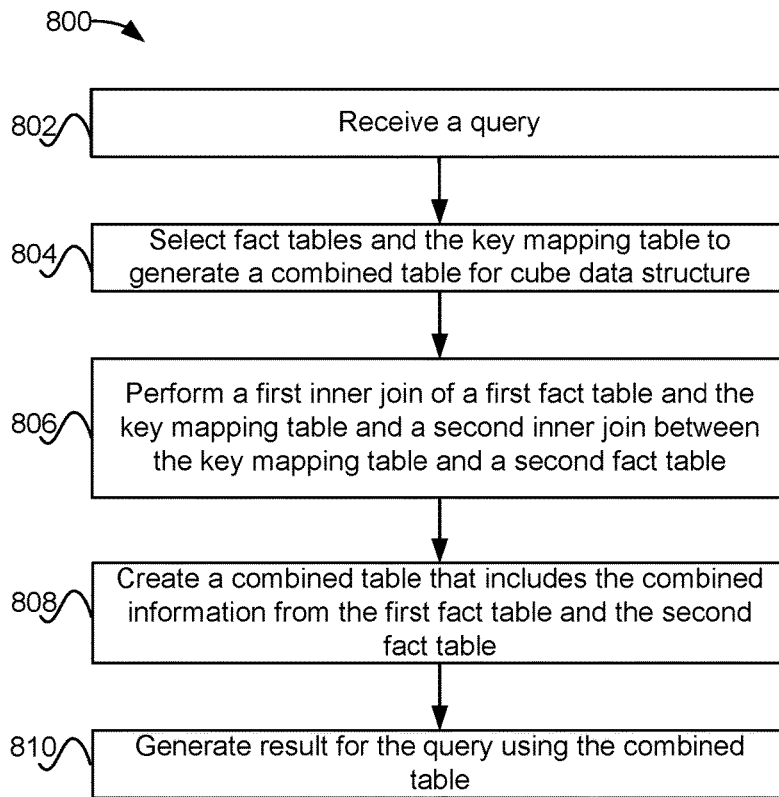 800
802
Receive a query
804
Select fact tables and the key mapping table to
generate a combined table for cube data structure
806
Perform a first inner join of a first fact table and the
key mapping table and a second inner join between
the key mapping table and a second fact table
808
Create a combined table that includes the combined
information from the first fact table and the second
fact table
810
Generate result for the query using the combined
table